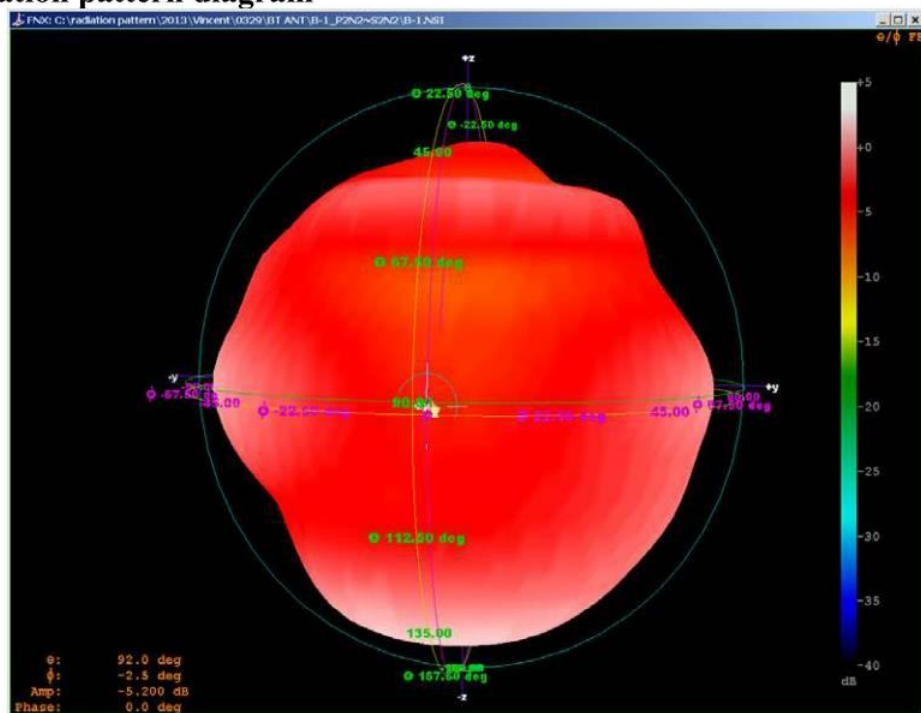 ation pattern diagram
FNX: C:\radiation pattern\2013\Vincent\0329\BT ANT\B-1_P2N2~S2N2\B-1.NSI
θ/ϕ
+z
Θ 22.50 deg
Θ -22.50 deg
45.00
Θ 67.50 deg
-y
+y
ϕ -67.50
-45.00
ϕ -22.50 deg
90.00
ϕ 22.50 deg
45.00
ϕ 67.50 deg
Θ 112.50 deg
135.00
Θ 157.50 deg
-z
+5
+0
-5
-10
-15
-20
-25
-30
-35
-40
dB
θ: 92.0 deg
ϕ: -2.5 deg
Amp: -5.200 dB
Phase: 0.0 deg